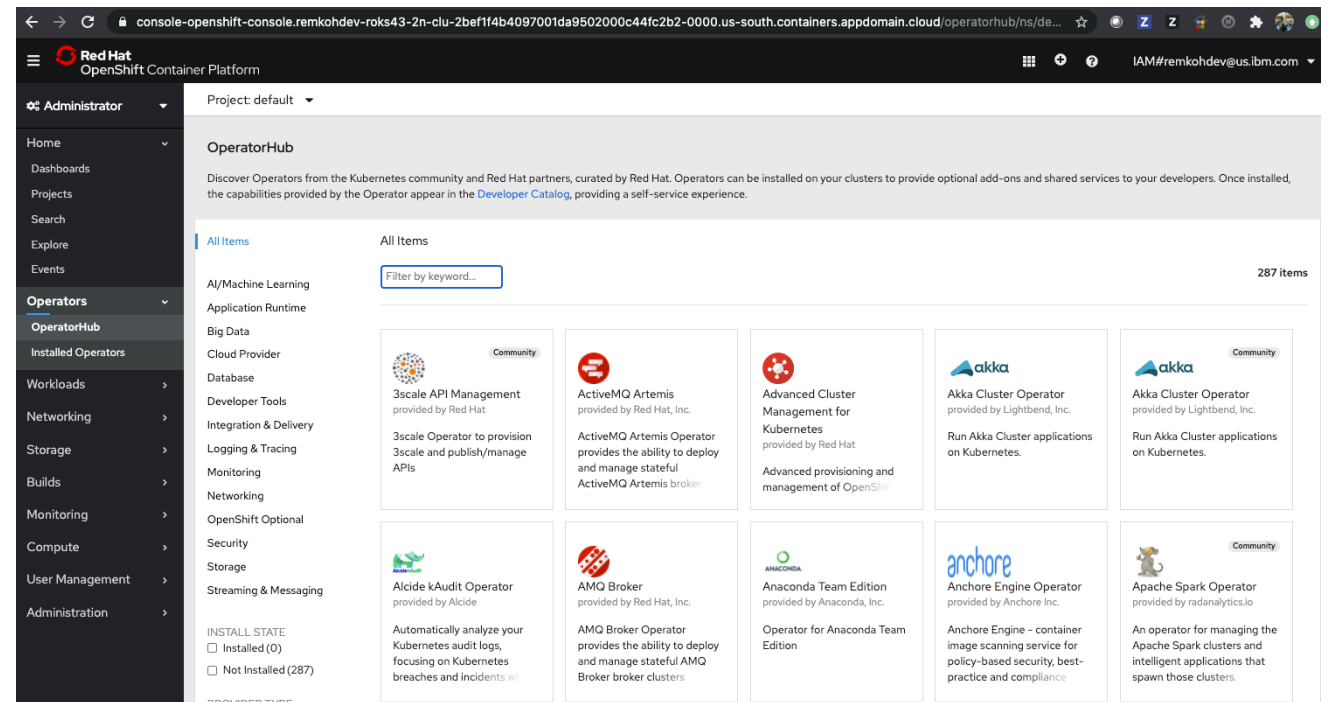 console-openshift-console.remkohdev-roks43-2n-clu-2bef1f4b4097001da9502000c44fc2b2-0000.us-south.containers.appdomain.cloud/operatorhub/ns/de...
Red Hat
OpenShift Container Platform
IAM#remkohdev@us.ibm.com
Administrator
Home
Dashboards
Projects
Search
Explore
Events
Operators
OperatorHub
Installed Operators
Workloads
Networking
Storage
Builds
Monitoring
Compute
User Management
Administration
Project: default
OperatorHub
Discover Operators from the Kubernetes community and Red Hat partners, curated by Red Hat. Operators can be installed on your clusters to provide optional add-ons and shared services to your developers. Once installed,
the capabilities provided by the Operator appear in the Developer Catalog, providing a self-service experience.
All Items
AI/Machine Learning
Application Runtime
Big Data
Cloud Provider
Database
Developer Tools
Integration & Delivery
Logging & Tracing
Monitoring
Networking
OpenShift Optional
Security
Storage
Streaming & Messaging
INSTALL STATE
Installed (0)
Not Installed (287)
All Items
Filter by keyword...
287 items
Community
3scale API Management
provided by Red Hat
3scale Operator to provision
3scale and publish/manage
APIs
ActiveMQ Artemis
provided by Red Hat, Inc.
ActiveMQ Artemis Operator
provides the ability to deploy
and manage stateful
ActiveMQ Artemis broker
Advanced Cluster
Management for
Kubernetes
provided by Red Hat
Advanced provisioning and
management of OpenShift
akka
Akka Cluster Operator
provided by Lightbend, Inc.
Run Akka Cluster applications
on Kubernetes.
akka
Community
Akka Cluster Operator
provided by Lightbend, Inc.
Run Akka Cluster applications
on Kubernetes.
Alcide kAudit Operator
provided by Alcide
Automatically analyze your
Kubernetes audit logs,
focusing on Kubernetes
breaches and incidents
AMQ Broker
provided by Red Hat, Inc.
AMQ Broker Operator
provides the ability to deploy
and manage stateful AMQ
Broker broker clusters
ANACONDA
Anaconda Team Edition
provided by Anaconda, Inc.
Operator for Anaconda Team
Edition
anchore
Anchore Engine Operator
provided by Anchore Inc.
Anchore Engine - container
image scanning service for
policy-based security, best-
practice and compliance
Community
Apache Spark Operator
provided by radanalytics.io
An operator for managing the
Apache Spark clusters and
intelligent applications that
spawn those clusters.